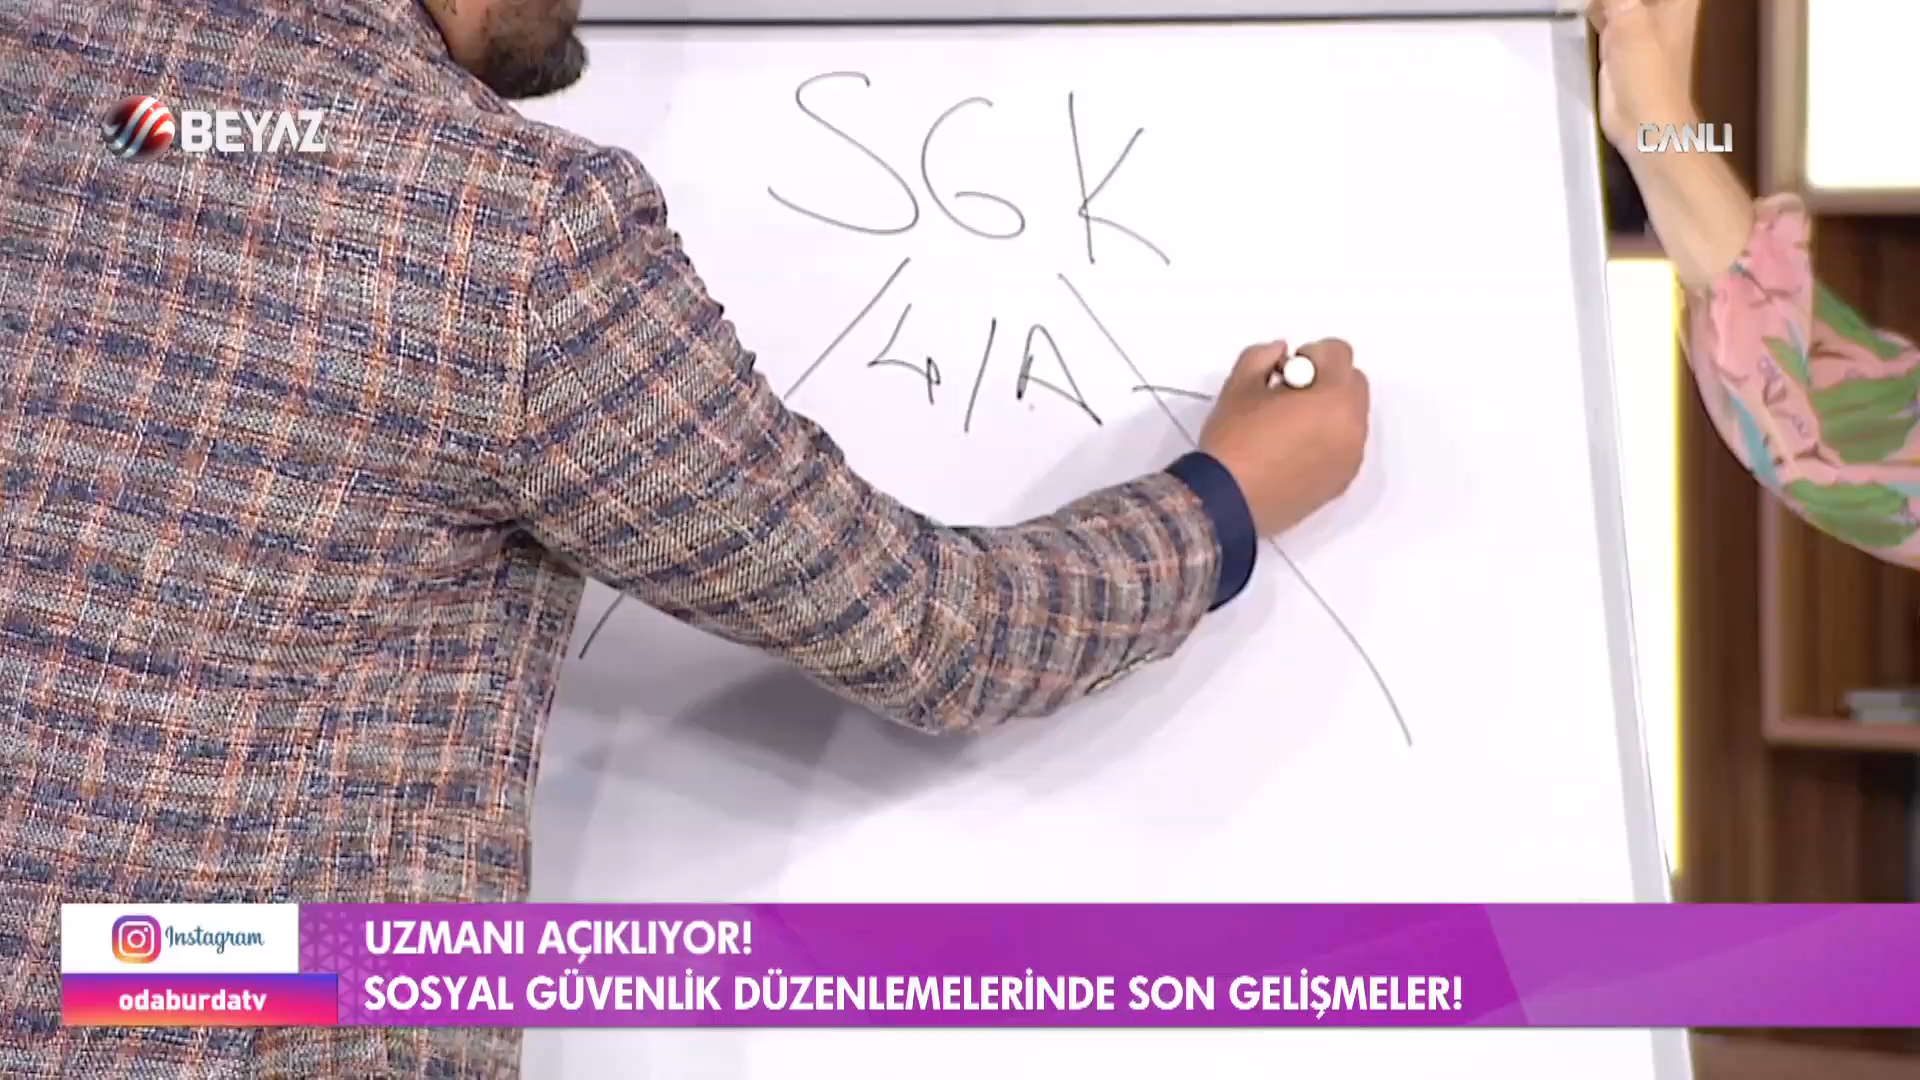 SGK
BEYAZ
CANLI
4/A -
Instagram
odaburdatv
UZMANI AÇIKLIYOR!
SOSYAL GÜVENLİK DÜZENLEMELERİNDE SON GELİŞMELER!